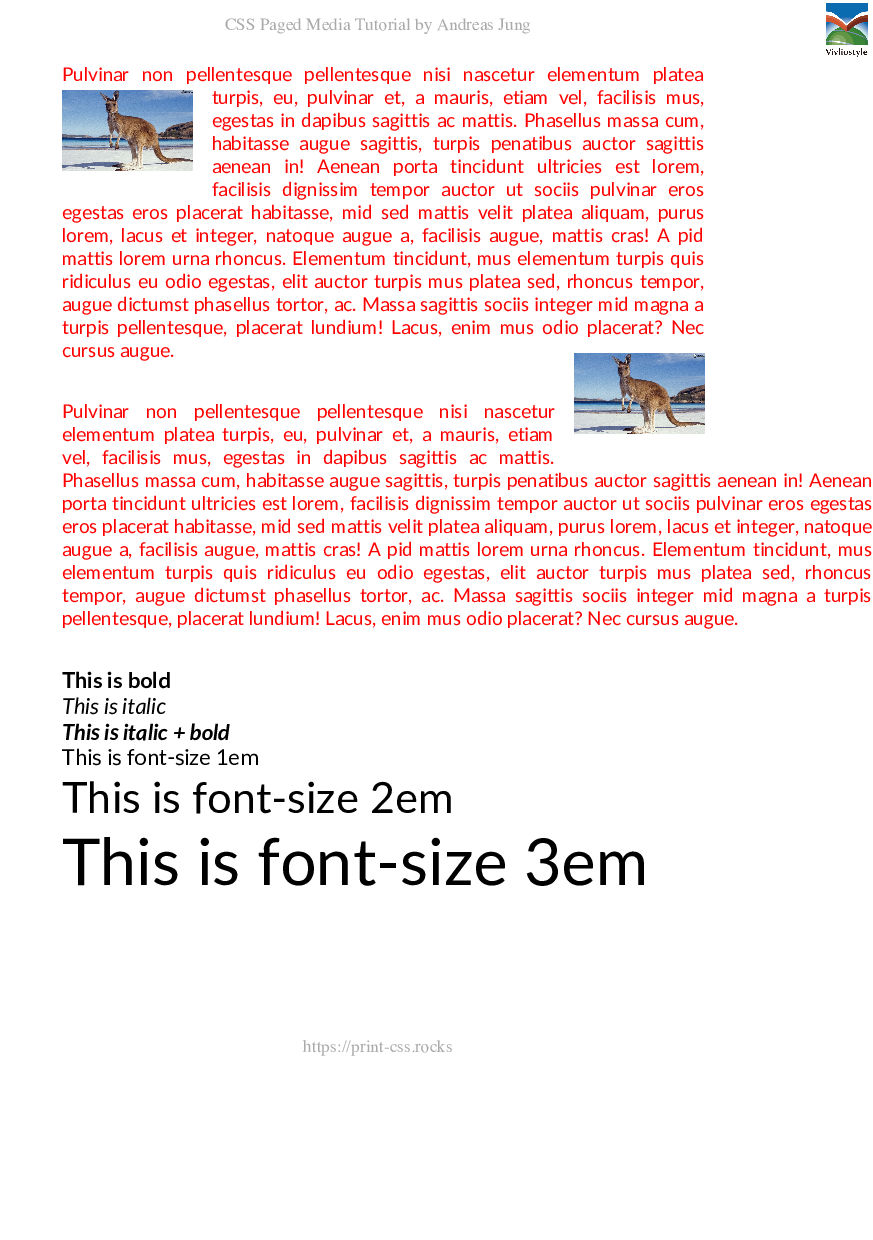 CSS Paged Media Tutorial by Andreas Jung
Vivliostyle
Pulvinar non pellentesque pellentesque nisi nascetur elementum platea
turpis, eu, pulvinar et, a mauris, etiam vel, facilisis mus,
egestas in dapibus sagittis ac mattis. Phasellus massa cum,
habitasse augue sagittis, turpis penatibus auctor sagittis
aenean in! Aenean porta tincidunt ultricies est lorem,
facilisis dignissim tempor auctor ut sociis pulvinar eros
egestas eros placerat habitasse, mid sed mattis velit platea aliquam, purus
lorem, lacus et integer, natoque augue a, facilisis augue, mattis cras! A pid
mattis lorem urna rhoncus. Elementum tincidunt, mus elementum turpis quis
ridiculus eu odio egestas, elit auctor turpis mus platea sed, rhoncus tempor,
augue dictumst phasellus tortor, ac. Massa sagittis sociis integer mid magna a
turpis pellentesque, placerat lundium! Lacus, enim mus odio placerat? Nec
cursus augue.
Pulvinar non pellentesque pellentesque nisi nascetur
elementum platea turpis, eu, pulvinar et, a mauris, etiam
vel, facilisis mus, egestas in dapibus sagittis ac mattis.
Phasellus massa cum, habitasse augue sagittis, turpis penatibus auctor sagittis aenean in! Aenean
porta tincidunt ultricies est lorem, facilisis dignissim tempor auctor ut sociis pulvinar eros egestas
eros placerat habitasse, mid sed mattis velit platea aliquam, purus lorem, lacus et integer, natoque
augue a, facilisis augue, mattis cras! A pid mattis lorem urna rhoncus. Elementum tincidunt, mus
elementum turpis quis ridiculus eu odio egestas, elit auctor turpis mus platea sed, rhoncus
tempor, augue dictumst phasellus tortor, ac. Massa sagittis sociis integer mid magna a turpis
pellentesque, placerat lundium! Lacus, enim mus odio placerat? Nec cursus augue.
This is bold
This is italic
This is italic + bold
This is font-size 1em
This is font-size 2em
This is font-size 3em
https://print-css.rocks